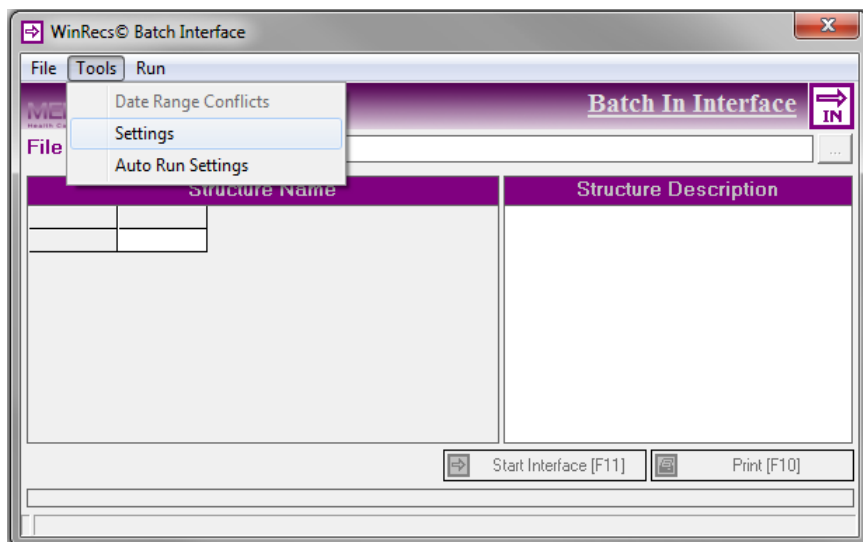 WinRecs© Batch Interface
File Tools Run
Date Range Conflicts
Settings
Auto Run Settings
Batch In Interface
IN
File
...
Structure Name
Structure Description
Start Interface [F11]
Print [F10]